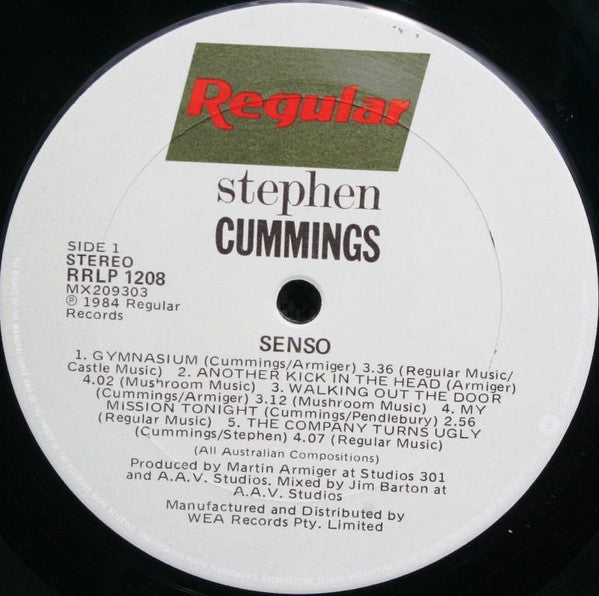 Regular
stephen
CUMMINGS
SIDE 1
STEREO
RRLP 1208
MX209303
℗ 1984 Regular
Records
SENSO
1. GYMNASIUM (Cummings/Armiger) 3.36 (Regular Music/
Castle Music) 2. ANOTHER KICK IN THE HEAD (Armiger)
4.02 (Mushroom Music) 3. WALKING OUT THE DOOR
(Cummings/Armiger) 3.12 (Mushroom Music) 4. MY
MISSION TONIGHT (Cummings/Pendlebury) 2.56
(Regular Music) 5. THE COMPANY TURNS UGLY
(Cummings/Stephen) 4.07 (Regular Music)
(All Australian Compositions)
Produced by Martin Armiger at Studios 301
and A.A.V. Studios. Mixed by Jim Barton at
A.A.V. Studios
Manufactured and Distributed by
WEA Records Pty. Limited